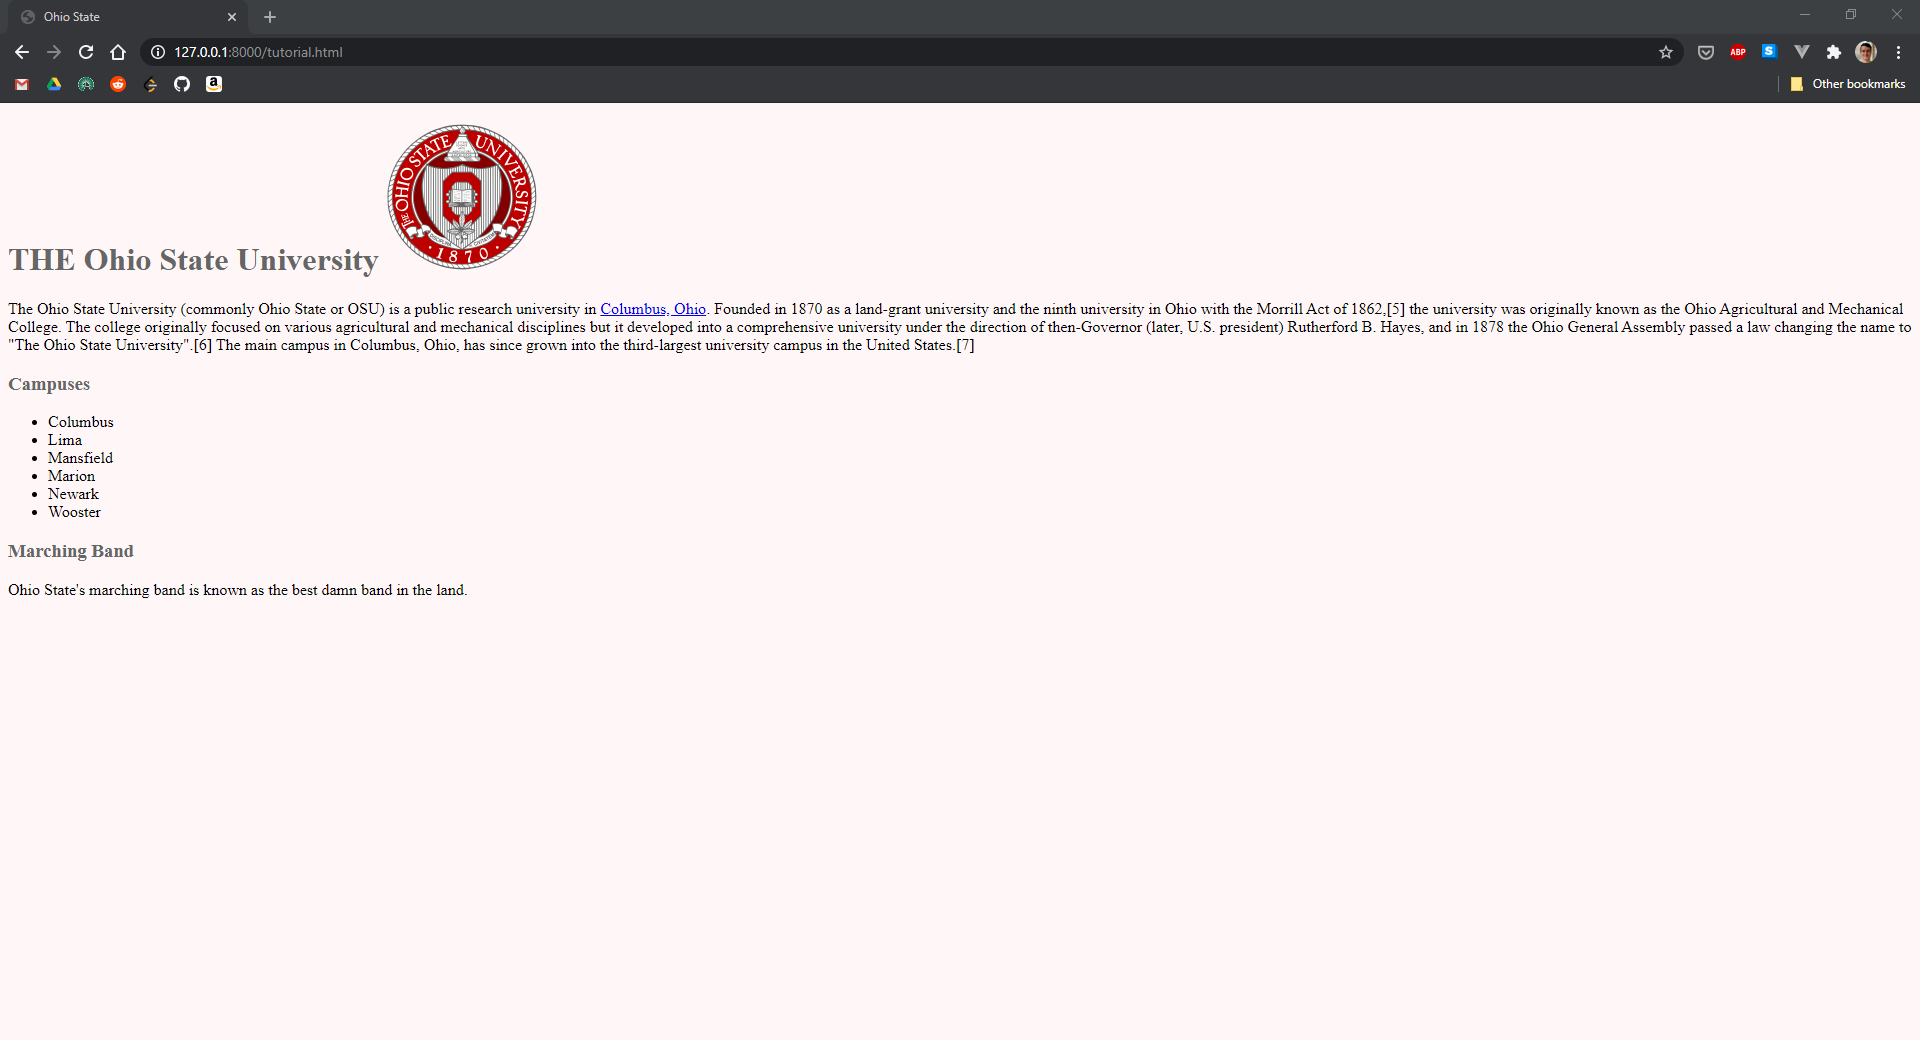 Ohio State
127.0.0.1:8000/tutorial.html
ABP
S
a
Other bookmarks
THE OHIO STATE UNIVERSITY
DISCIPLINA
CIVITATEM
· 1870 ·
THE Ohio State University
The Ohio State University (commonly Ohio State or OSU) is a public research university in Columbus, Ohio. Founded in 1870 as a land-grant university and the ninth university in Ohio with the Morrill Act of 1862,[5] the university was originally known as the Ohio Agricultural and Mechanical
College. The college originally focused on various agricultural and mechanical disciplines but it developed into a comprehensive university under the direction of then-Governor (later, U.S. president) Rutherford B. Hayes, and in 1878 the Ohio General Assembly passed a law changing the name to
"The Ohio State University".[6] The main campus in Columbus, Ohio, has since grown into the third-largest university campus in the United States.[7]
Campuses
• Columbus
• Lima
• Mansfield
• Marion
• Newark
• Wooster
Marching Band
Ohio State's marching band is known as the best damn band in the land.